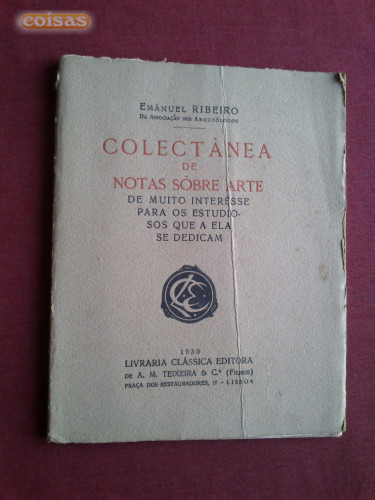 coisas
EMÁNUEL RIBEIRO
DA ASSOCIAÇÃO DOS ARQUEÓLOGOS
COLECTÂNEA
DE
NOTAS SÔBRE ARTE
DE MUITO INTERÊSSE
PARA OS ESTUDIO-
SOS QUE A ELA
SE DEDICAM
1930
LIVRARIA CLÁSSICA EDITORA
DE A. M. TEIXEIRA & C.ª (FILHOS)
PRAÇA DOS RESTAURADORES, 17 - LISBOA